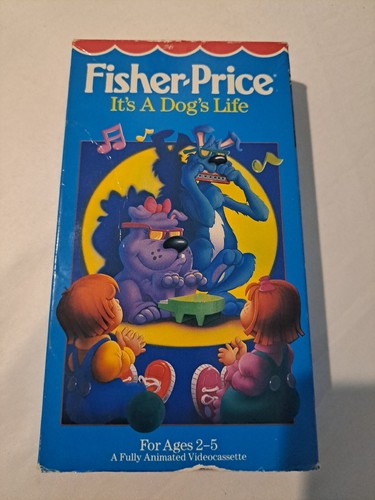 Fisher-Price®
It's A Dog's Life
For Ages 2-5
A Fully Animated Videocassette